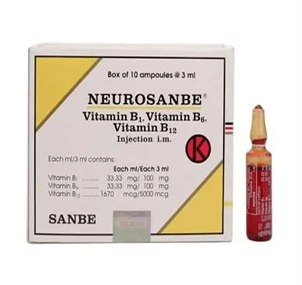 Box of 10 ampoules @ 3 ml
NEUROSANBE®
Vitamin B1, Vitamin B6,
Vitamin B12
Injection i.m.
K
Each ml/3 ml contains:
Each ml/Each 3 ml
Vitamin B1 ........ 33.33 mg/ 100 mg
Vitamin B6 ........ 33.33 mg/ 100 mg
Vitamin B12 ...... 1670 mcg/5000 mcg
SANBE